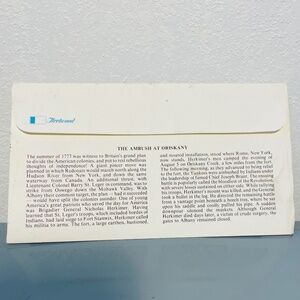 Fleetwood
THE AMBUSH AT ORISKANY
The summer of 1777 was witness to Britain's grand plan
to divide the American colonies, and put to rest rebellious
thoughts of independence! A giant pincer move was
planned in which Redcoats would march north along the
Hudson River from New York, and down the same
waterway from Canada. An additional thrust, with
Lieutenant Colonel Barry St. Leger in command, was to
strike from Oswego down the Mohawk Valley. With
Albany their common target, the plan — had it succeeded
— would have split the colonies asunder. One of young
America's great patriots who served the day for America
was Brigadier General Nicholas Herkimer. Having
learned that St. Leger's troops, which included hordes of
Indians, had laid siege to Fort Stanwix, Herkimer called
his militia to arms. The fort, a large earthen, bastioned,
and moated installation, stood where Rome, New York,
now stands. Herkimer's men camped the evening of
August 5 on Oriskany Creek, a few miles from the fort.
The following morning, as they advanced to bring relief
to the fort, the Yankees were ambushed by Indians under
the leadership of famed Chief Joseph Brant. The ensuing
battle is popularly called the bloodiest of the Revolution,
with severe losses sustained on either side. While rallying
his troops, Herkimer's mount was killed, and the General
took a bullet in the leg. He directed the remaining battle
from a vantage point beneath a beech tree, where he sat
upon his saddle and coolly puffed his pipe. A sudden
downpour silenced the muskets. Although General
Herkimer died days later, a victim of crude surgery, the
gates to Albany remained closed.